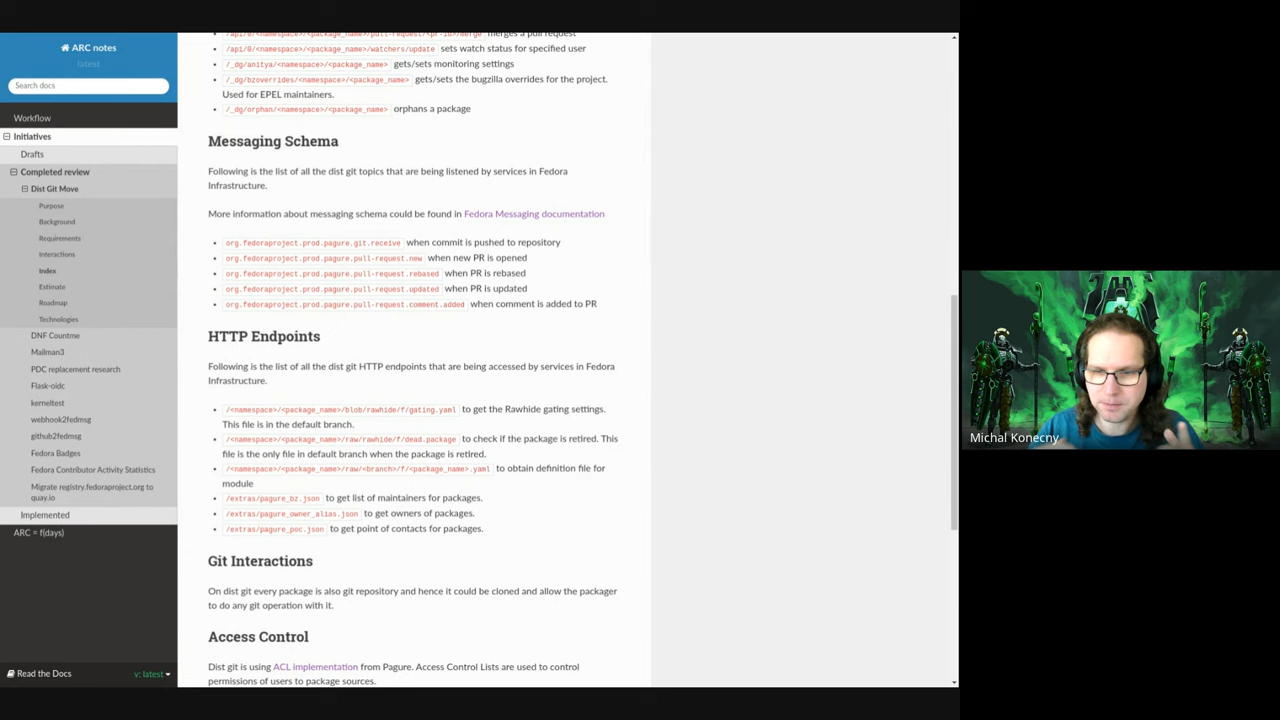 ARC notes
latest
Search docs
Workflow
Initiatives
Drafts
Completed review
Dist Git Move
Purpose
Background
Requirements
Interactions
Index
Estimate
Roadmap
Technologies
DNF Countme
Mailman3
PDC replacement research
Flask-oidc
kerneltest
webhook2fedmsg
github2fedmsg
Fedora Badges
Fedora Contributor Activity Statistics
Migrate registry.fedoraproject.org to
quay.io
Implemented
ARC = f(days)
Read the Docs
v: latest
/api/0/<namespace>/<package_name>/pull-request/<pr-id>/merge merges a pull request
/api/0/<namespace>/<package_name>/watchers/update sets watch status for specified user
/_dg/anitya/<namespace>/<package_name> gets/sets monitoring settings
/_dg/bzoverrides/<namespace>/<package_name> gets/sets the bugzilla overrides for the project.
Used for EPEL maintainers.
/_dg/orphan/<namespace>/<package_name> orphans a package
Messaging Schema
Following is the list of all the dist git topics that are being listened by services in Fedora
Infrastructure.
More information about messaging schema could be found in Fedora Messaging documentation
org.fedoraproject.prod.pagure.git.receive when commit is pushed to repository
org.fedoraproject.prod.pagure.pull-request.new when new PR is opened
org.fedoraproject.prod.pagure.pull-request.rebased when PR is rebased
org.fedoraproject.prod.pagure.pull-request.updated when PR is updated
org.fedoraproject.prod.pagure.pull-request.comment.added when comment is added to PR
HTTP Endpoints
Following is the list of all the dist git HTTP endpoints that are being accessed by services in Fedora
Infrastructure.
/<namespace>/<package_name>/blob/rawhide/f/gating.yaml to get the Rawhide gating settings.
This file is in the default branch.
/<namespace>/<package_name>/raw/rawhide/f/dead.package to check if the package is retired. This
file is the only file in default branch when the package is retired.
/<namespace>/<package_name>/raw/<branch>/f/<package_name>.yaml to obtain definition file for
module
/extras/pagure_bz.json to get list of maintainers for packages.
/extras/pagure_owner_alias.json to get owners of packages.
/extras/pagure_poc.json to get point of contacts for packages.
Git Interactions
On dist git every package is also git repository and hence it could be cloned and allow the packager
to do any git operation with it.
Access Control
Dist git is using ACL implementation from Pagure. Access Control Lists are used to control
permissions of users to package sources.
Michal Konecny